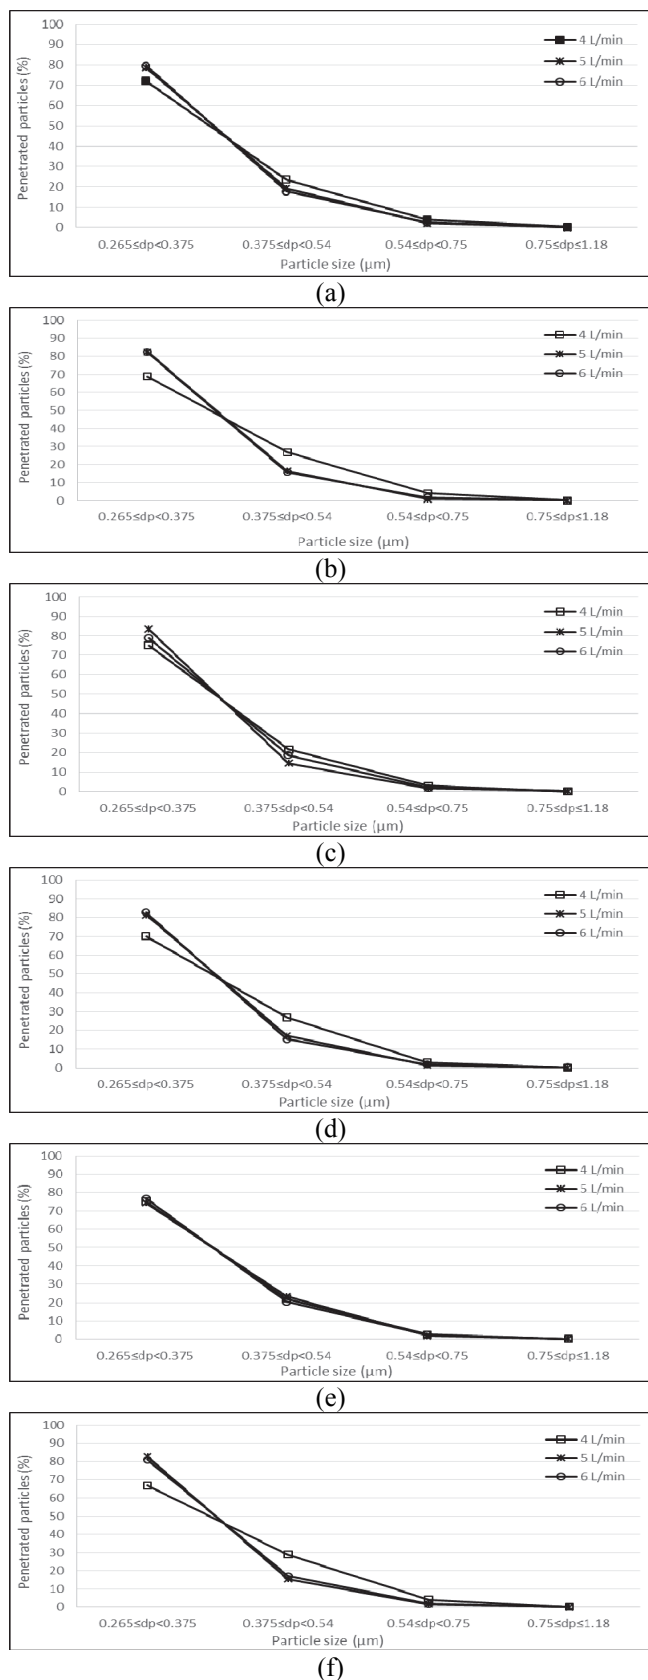 Penetrated particles (%)
100
90
80
70
60
50
40
30
20
10
0
4 L/min
5 L/min
6 L/min
0.265≤dp<0.375 0.375≤dp<0.54 0.54≤dp<0.75 0.75≤dp≤1.18
Particle size (µm)
(a)
Penetrated particles (%)
100
90
80
70
60
50
40
30
20
10
0
4 L/min
5 L/min
6 L/min
0.265≤dp<0.375 0.375≤dp<0.54 0.54≤dp<0.75 0.75≤dp≤1.18
Particle size (µm)
(b)
Penetrated particles (%)
100
90
80
70
60
50
40
30
20
10
0
4 L/min
5 L/min
6 L/min
0.265≤dp<0.375 0.375≤dp<0.54 0.54≤dp<0.75 0.75≤dp≤1.18
Particle size (µm)
(c)
Penetrated particles (%)
100
90
80
70
60
50
40
30
20
10
0
4 L/min
5 L/min
6 L/min
0.265≤dp<0.375 0.375≤dp<0.54 0.54≤dp<0.75 0.75≤dp≤1.18
Particle size (µm)
(d)
Penetrated particles (%)
100
90
80
70
60
50
40
30
20
10
0
4 L/min
5 L/min
6 L/min
0.265≤dp<0.375 0.375≤dp<0.54 0.54≤dp<0.75 0.75≤dp≤1.18
Particle size (µm)
(e)
Penetrated particles (%)
100
90
80
70
60
50
40
30
20
10
0
4 L/min
5 L/min
6 L/min
0.265≤dp<0.375 0.375≤dp<0.54 0.54≤dp<0.75 0.75≤dp≤1.18
Particle size (µm)
(f)